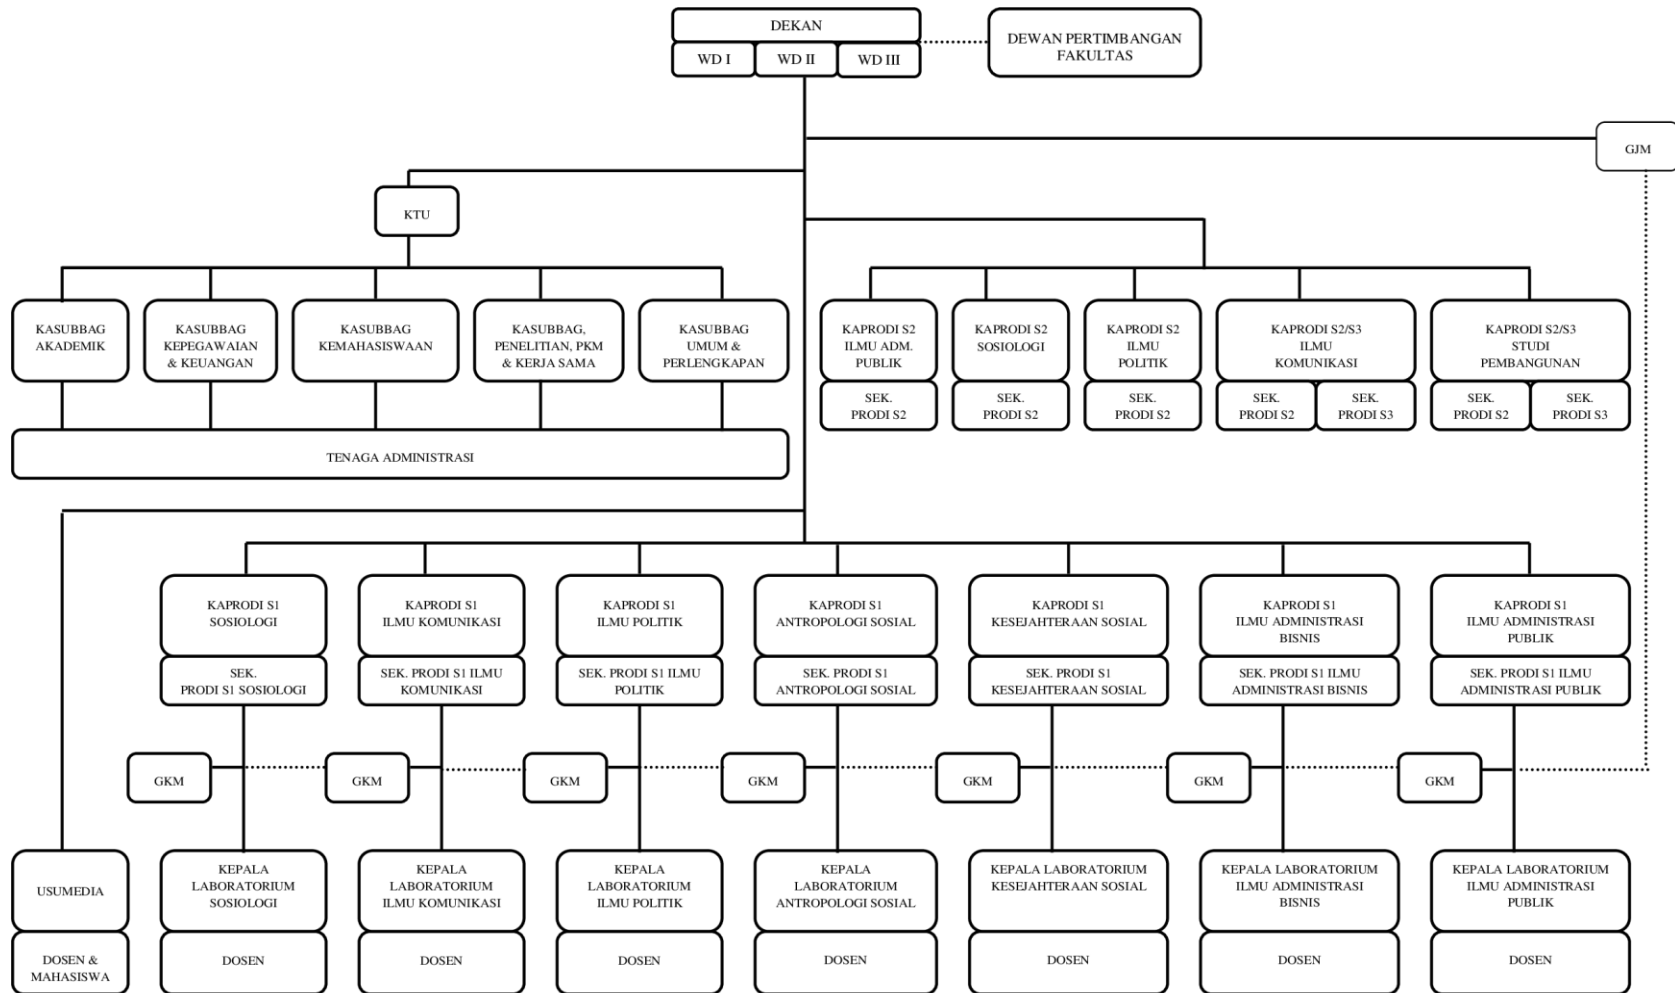 DEKAN
WD I
WD II
WD III
DEWAN PERTIMBANGAN
FAKULTAS
GJM
KTU
KASUBBAG
AKADEMIK
KASUBBAG
KEPEGAWAIAN
& KEUANGAN
KASUBBAG
KEMAHASISWAAN
KASUBBAG,
PENELITIAN, PKM
& KERJA SAMA
KASUBBAG
UMUM &
PERLENGKAPAN
TENAGA ADMINISTRASI
KAPRODI S2
ILMU ADM.
PUBLIK
SEK.
PRODI S2
KAPRODI S2
SOSIOLOGI
SEK.
PRODI S2
KAPRODI S2
ILMU
POLITIK
SEK.
PRODI S2
KAPRODI S2/S3
ILMU
KOMUNIKASI
SEK.
PRODI S2
SEK.
PRODI S3
KAPRODI S2/S3
STUDI
PEMBANGUNAN
SEK.
PRODI S2
SEK.
PRODI S3
KAPRODI S1
SOSIOLOGI
SEK.
PRODI S1 SOSIOLOGI
KAPRODI S1
ILMU KOMUNIKASI
SEK. PRODI S1 ILMU
KOMUNIKASI
KAPRODI S1
ILMU POLITIK
SEK. PRODI S1 ILMU
POLITIK
KAPRODI S1
ANTROPOLOGI SOSIAL
SEK. PRODI S1
ANTROPOLOGI SOSIAL
KAPRODI S1
KESEJAHTERAAN SOSIAL
SEK. PRODI S1
KESEJAHTERAAN SOSIAL
KAPRODI S1
ILMU ADMINISTRASI
BISNIS
SEK. PRODI S1 ILMU
ADMINISTRASI BISNIS
KAPRODI S1
ILMU ADMINISTRASI
PUBLIK
SEK. PRODI S1 ILMU
ADMINISTRASI PUBLIK
GKM
GKM
GKM
GKM
GKM
GKM
GKM
USUMEDIA
DOSEN &
MAHASISWA
KEPALA
LABORATORIUM
SOSIOLOGI
DOSEN
KEPALA
LABORATORIUM
ILMU KOMUNIKASI
DOSEN
KEPALA
LABORATORIUM
ILMU POLITIK
DOSEN
KEPALA
LABORATORIUM
ANTROPOLOGI SOSIAL
DOSEN
KEPALA LABORATORIUM
KESEJAHTERAAN SOSIAL
DOSEN
KEPALA LABORATORIUM
ILMU ADMINISTRASI
BISNIS
DOSEN
KEPALA LABORATORIUM
ILMU ADMINISTRASI
PUBLIK
DOSEN